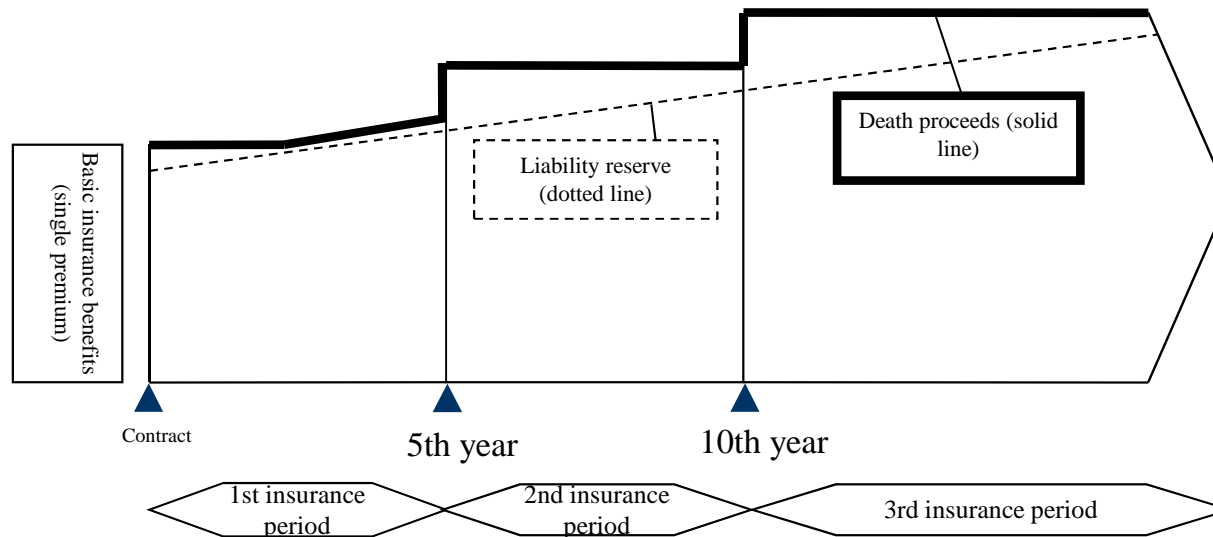 Basic insurance benefits
(single premium)
Death proceeds (solid
line)
Liability reserve
(dotted line)
Contract
5th year
10th year
1st insurance
period
2nd insurance
period
3rd insurance period